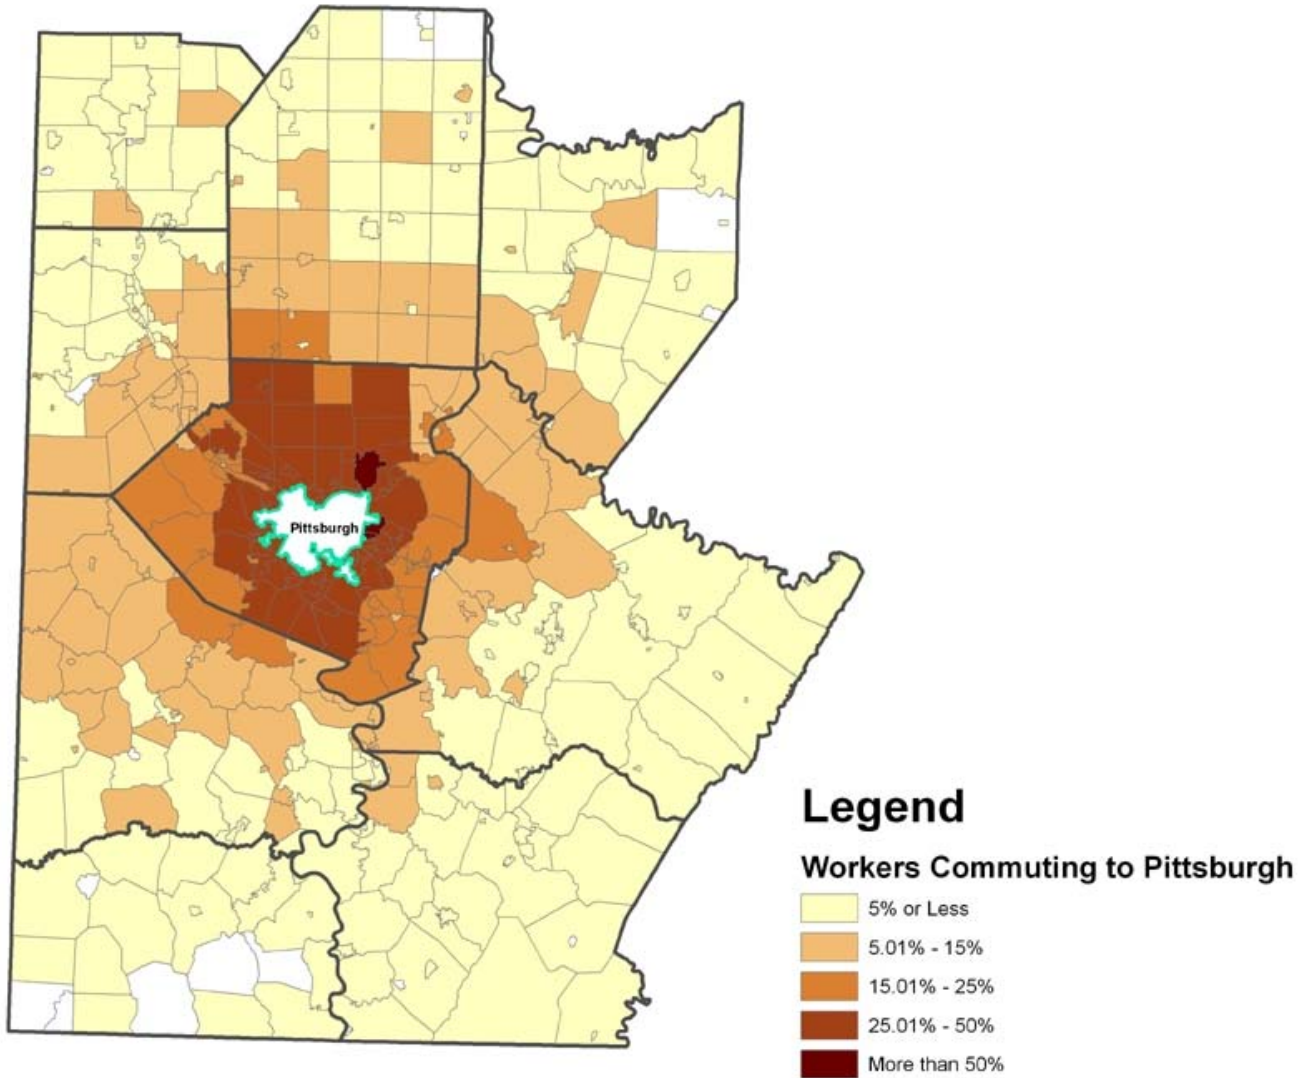 Pittsburgh
Legend
Workers Commuting to Pittsburgh
5% or Less
5.01% - 15%
15.01% - 25%
25.01% - 50%
More than 50%